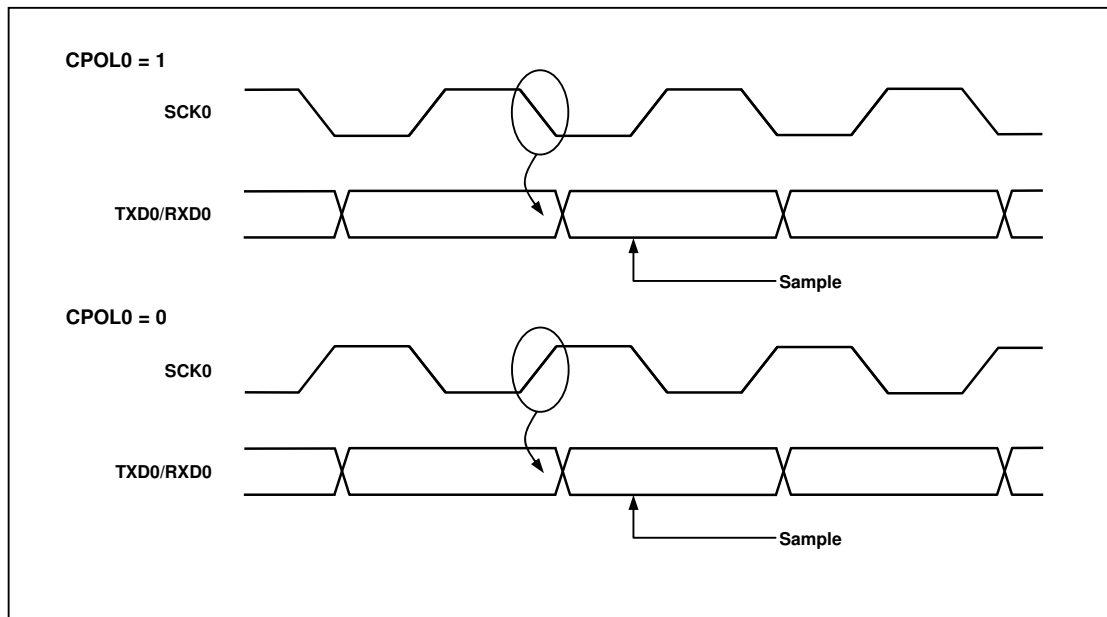 CPOL0 = 1
SCK0
TXD0/RXD0
Sample
CPOL0 = 0
SCK0
TXD0/RXD0
Sample